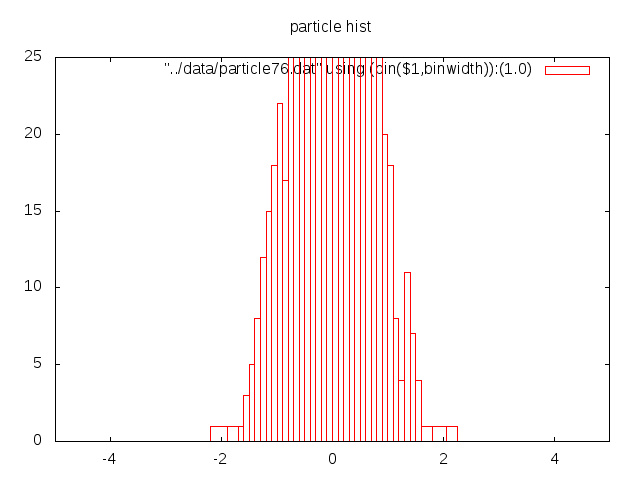 particle hist
"../data/particle76.dat" using (bin($1,binwidth)):(1.0)
25
20
15
10
5
0
-4 -2 0 2 4